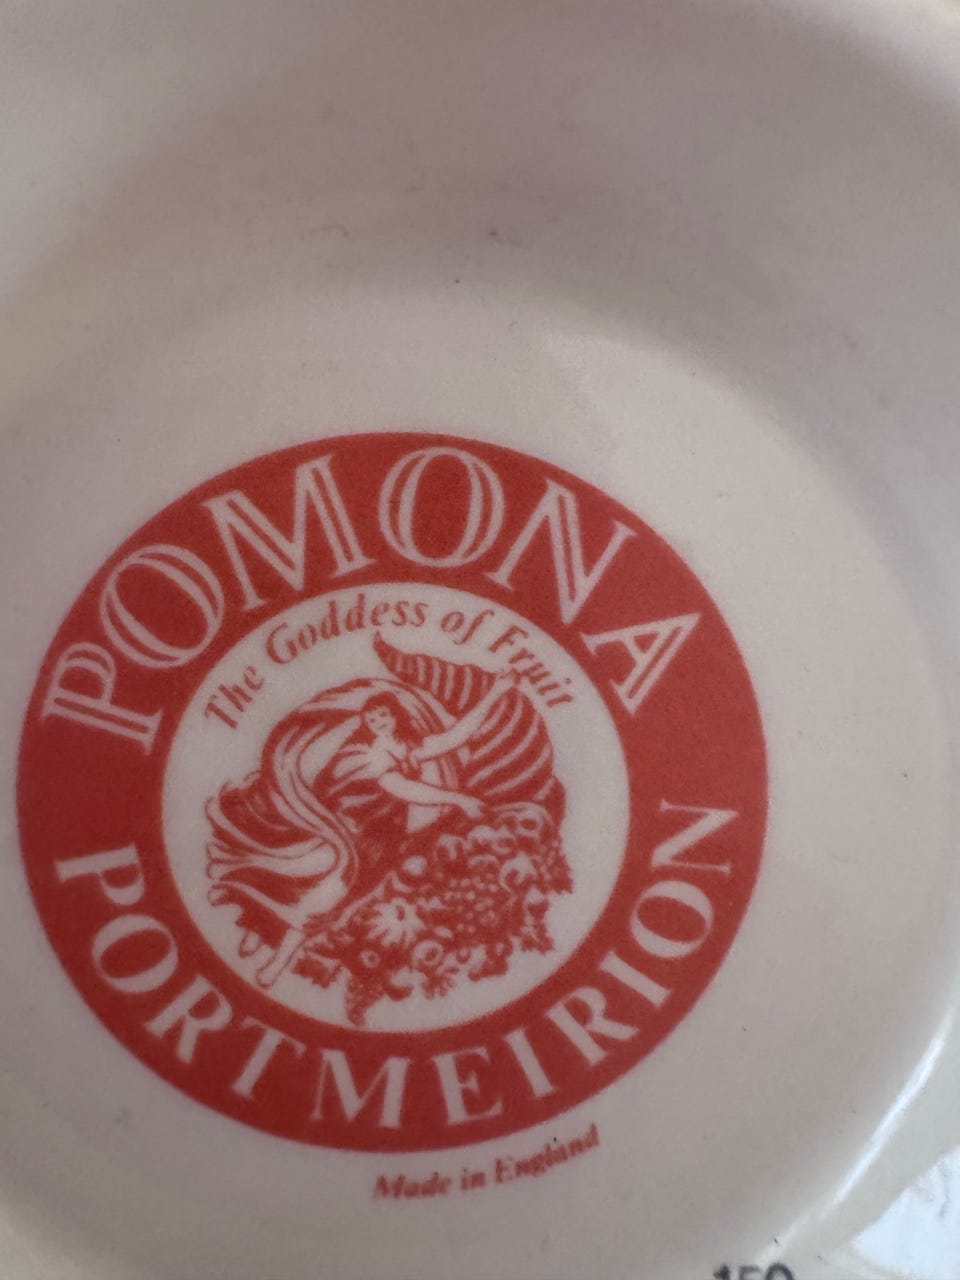 POMONA
The Goddess of Fruit
PORTMEIRION
Made in England